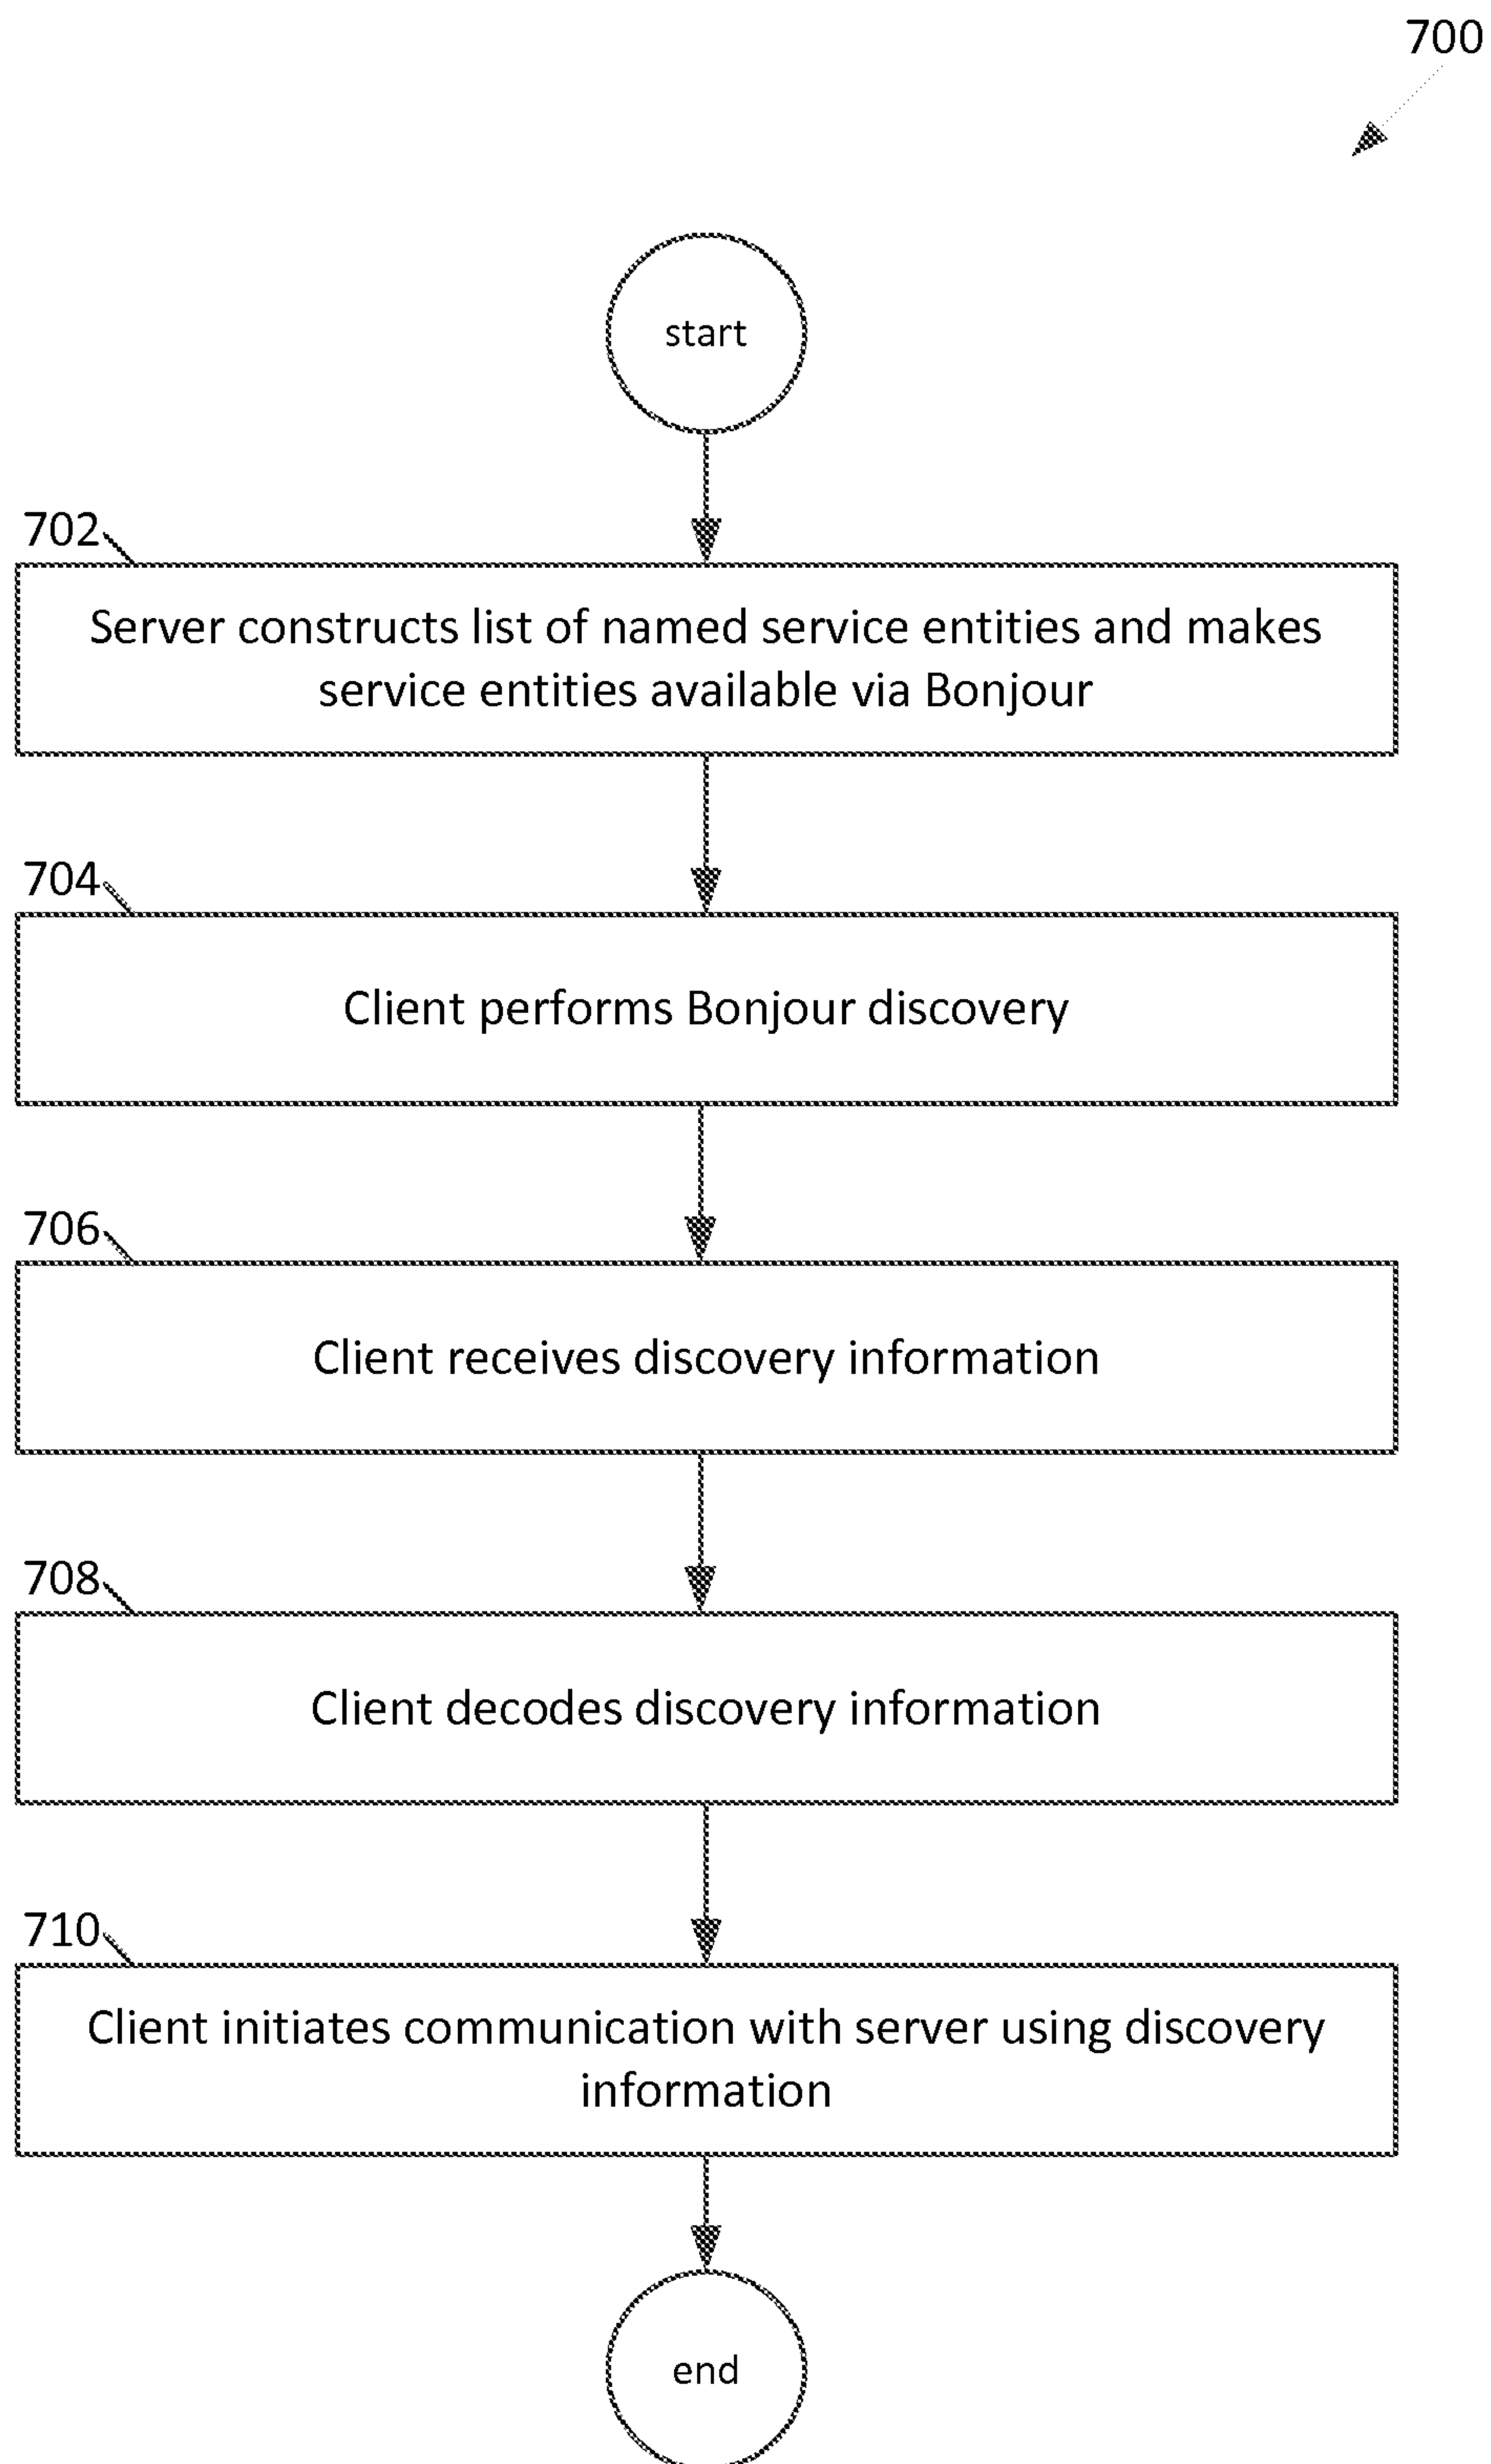 700
start
702
Server constructs list of named service entities and makes
service entities available via Bonjour
704
Client performs Bonjour discovery
706
Client receives discovery information
708
Client decodes discovery information
710
Client initiates communication with server using discovery
information
end